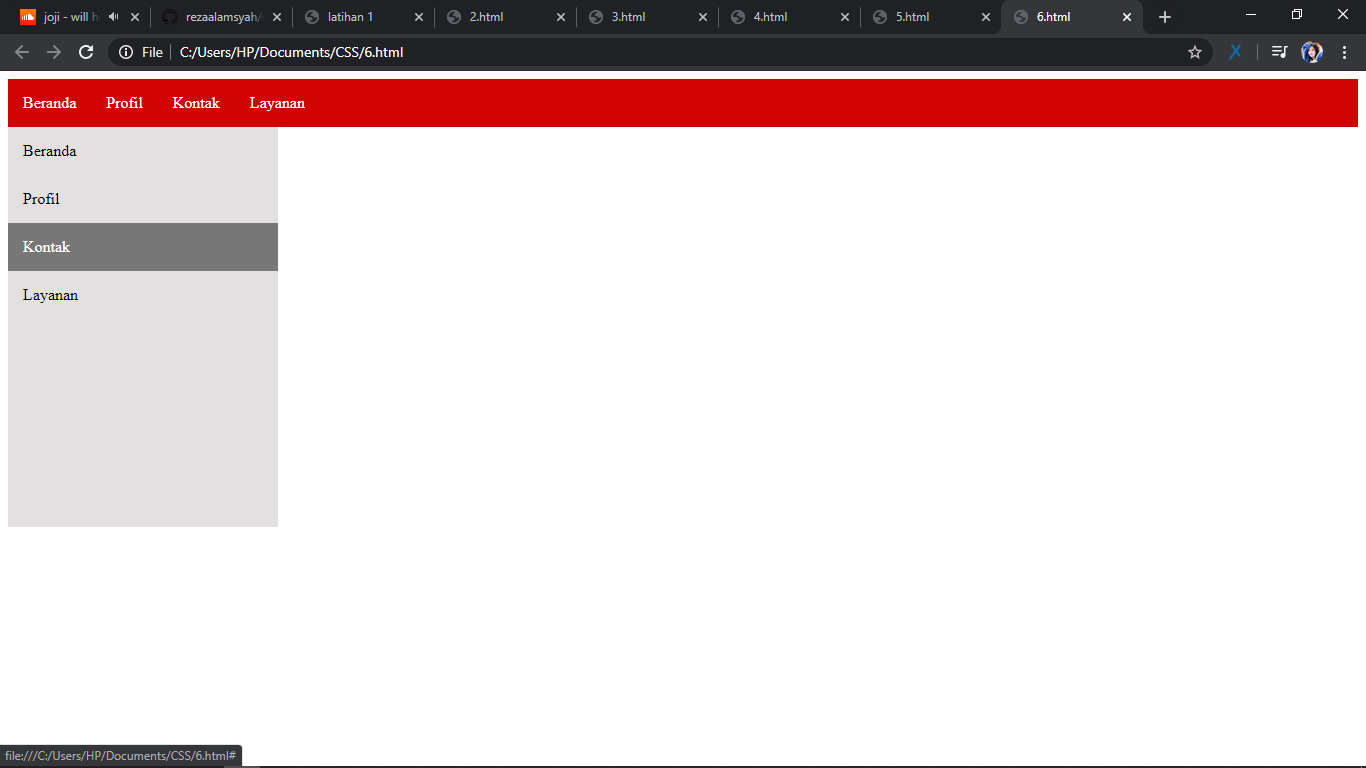 joji - will h
rezaalamsyah/
latihan 1
2.html
3.html
4.html
5.html
6.html
File
C:/Users/HP/Documents/CSS/6.html
X
Beranda Profil Kontak Layanan
Beranda
Profil
Kontak
Layanan
file:///C:/Users/HP/Documents/CSS/6.html#